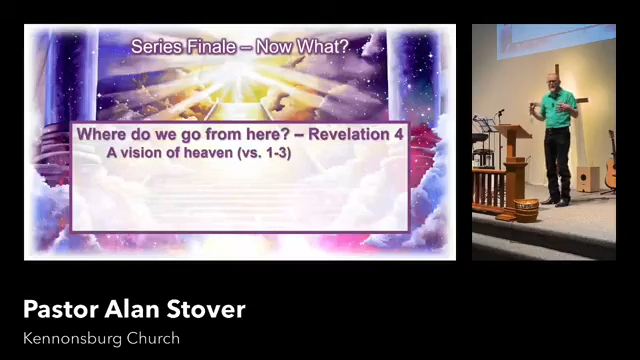 Series Finale – Now What?
Where do we go from here? – Revelation 4
A vision of heaven (vs. 1-3)
Pastor Alan Stover
Kennonsburg Church